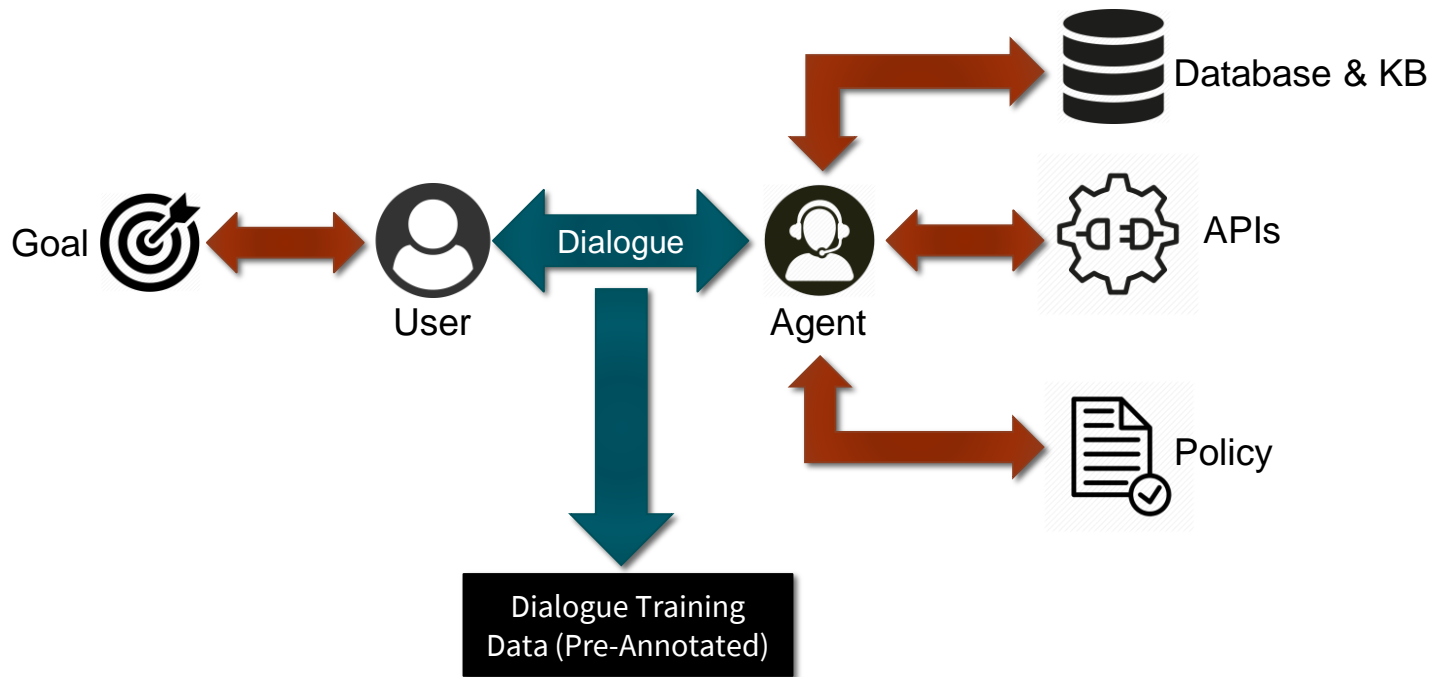 Database & KB
Goal
Dialogue
APIs
User
Agent
Policy
Dialogue Training
Data (Pre-Annotated)